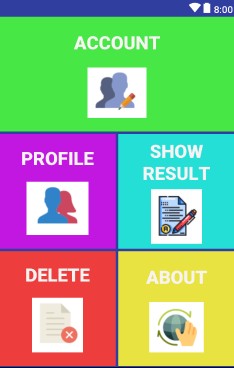 8:00
ACCOUNT
PROFILE
SHOW
RESULT
DELETE
ABOUT